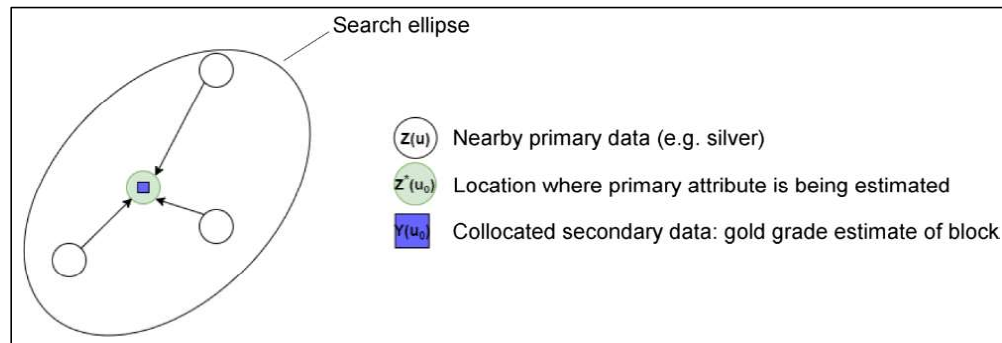 Search ellipse
Z(u) Nearby primary data (e.g. silver)
Z*(u₀) Location where primary attribute is being estimated
Y(u₀) Collocated secondary data: gold grade estimate of block